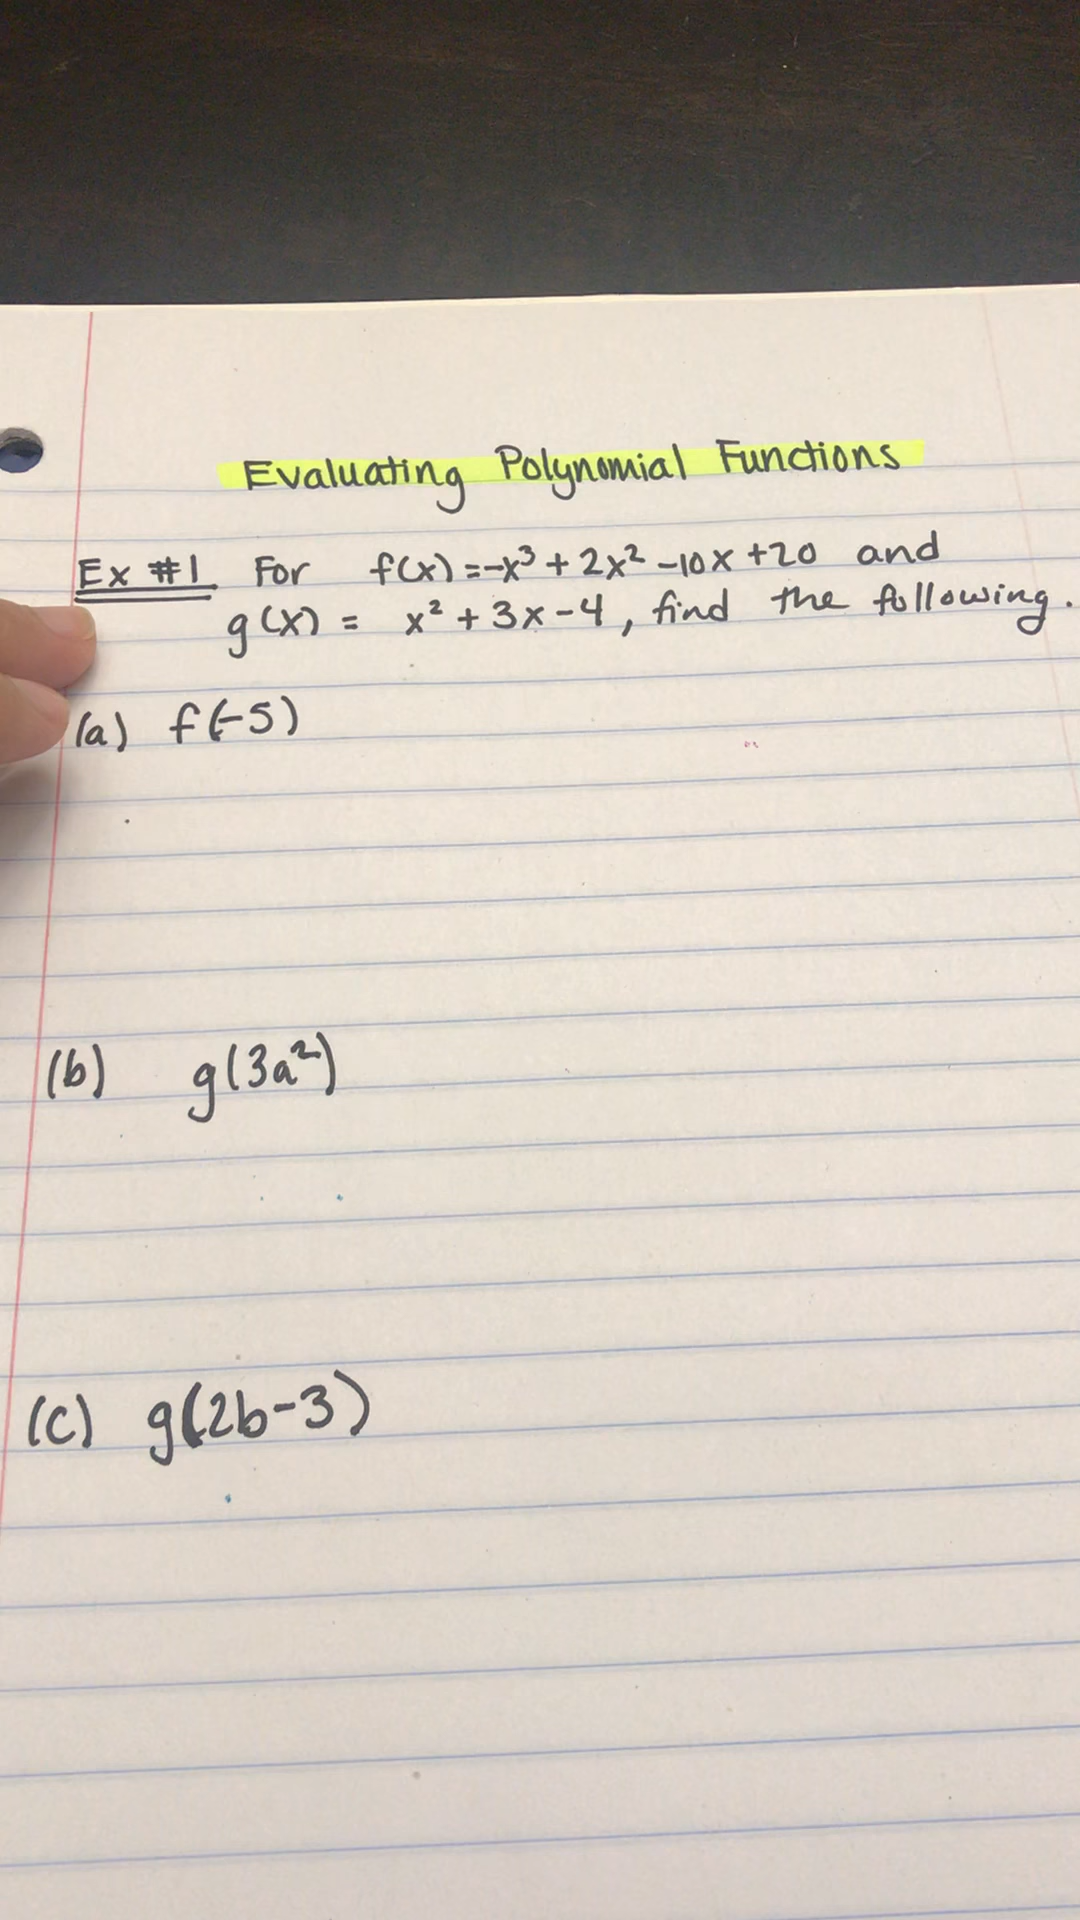 Evaluating Polynomial Functions
Ex #1 For f(x)=-x³+2x²-10x+20 and
g(x) = x²+3x-4, find the following.
(a) f(-5)
(b) g(3a²)
(c) g(2b-3)